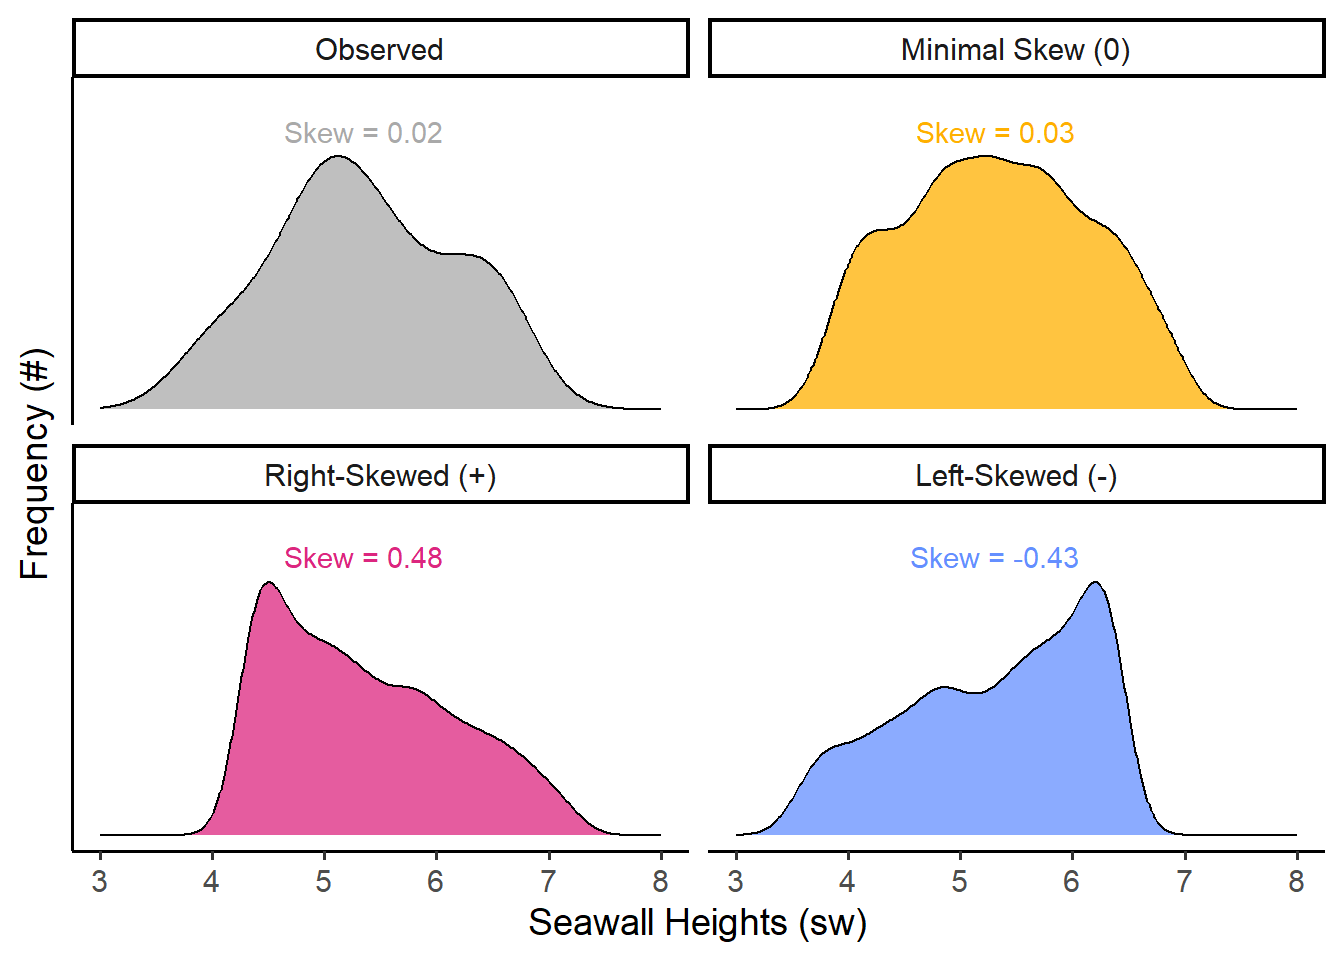 Observed
Minimal Skew (0)
Skew = 0.02
Skew = 0.03
Frequency (#)
Right-Skewed (+)
Left-Skewed (-)
Skew = 0.48
Skew = -0.43
3 4 5 6 7 8
3 4 5 6 7 8
Seawall Heights (sw)